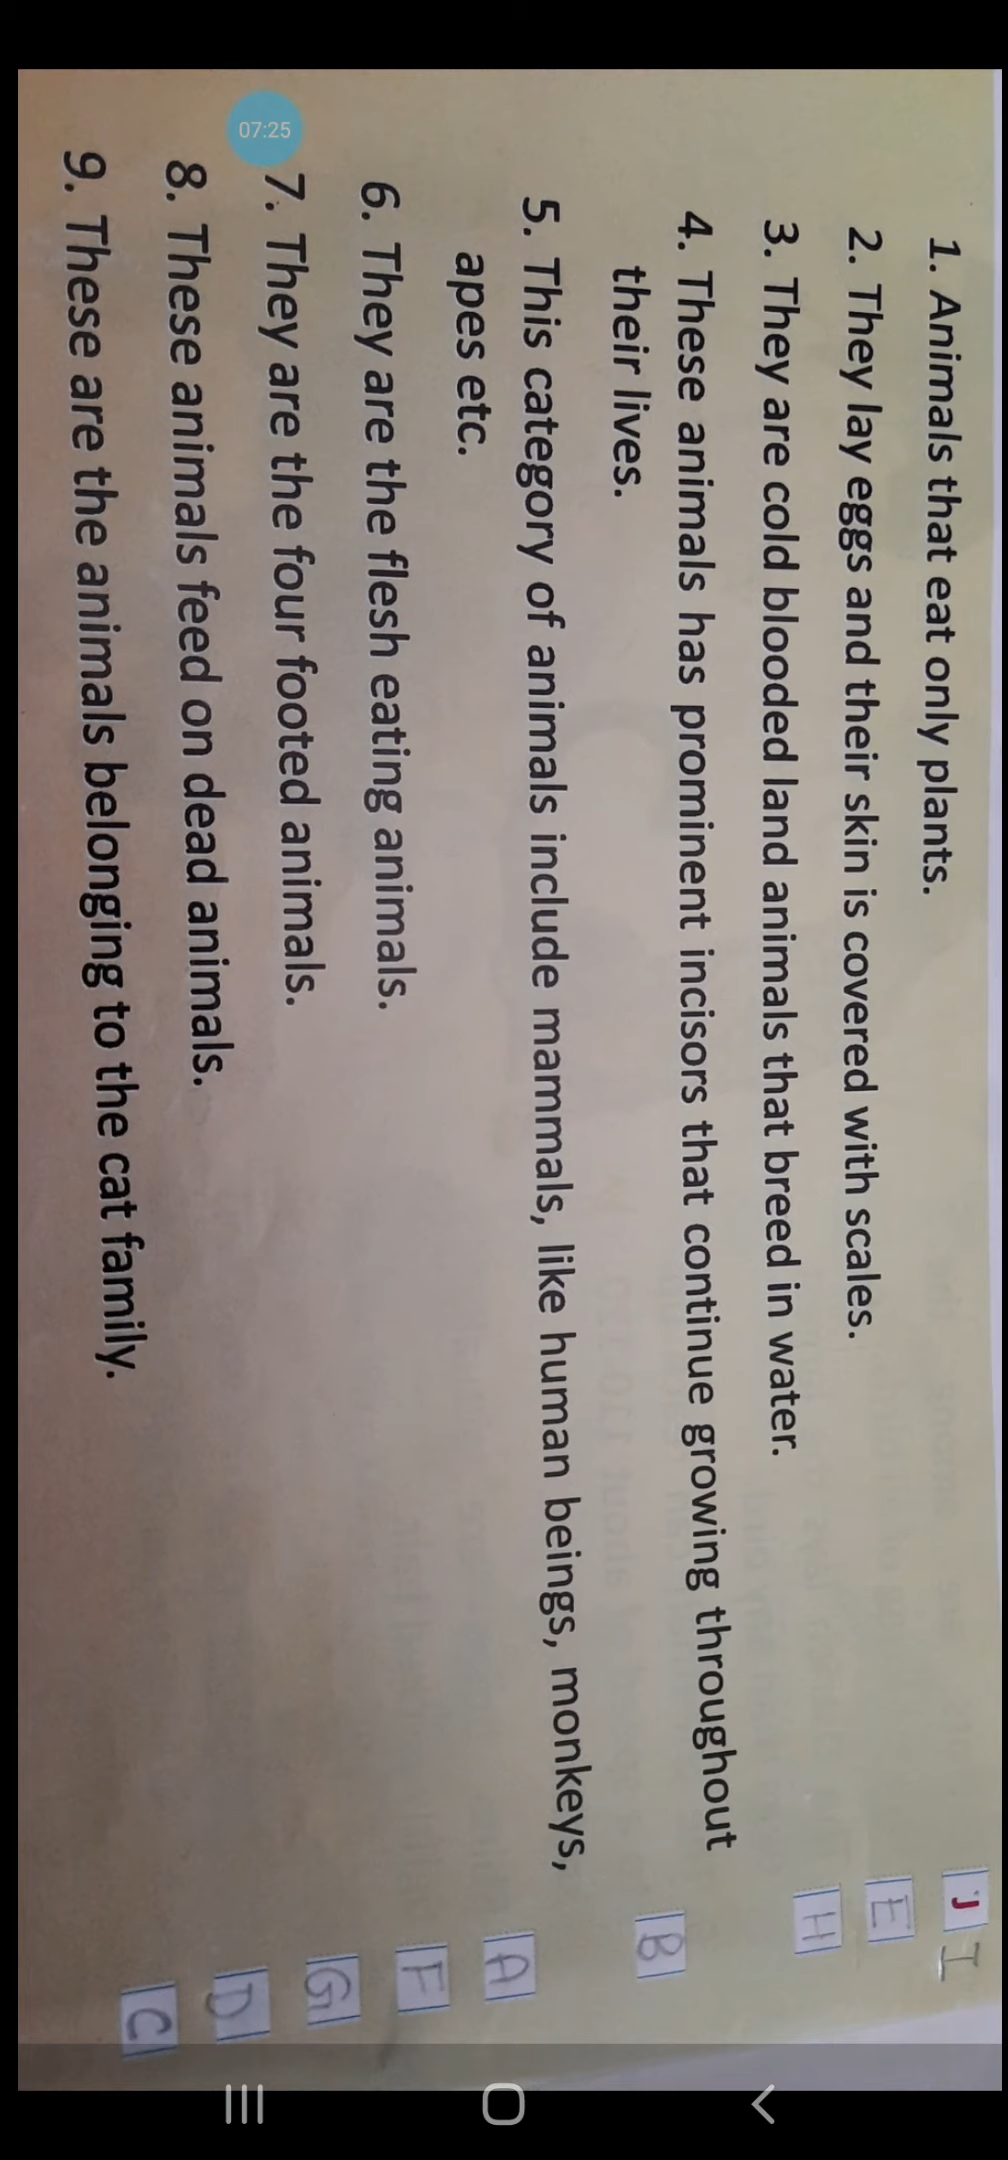 1. Animals that eat only plants. J I
2. They lay eggs and their skin is covered with scales. E
3. They are cold blooded land animals that breed in water. H
4. These animals has prominent incisors that continue growing throughout
their lives. B
5. This category of animals include mammals, like human beings, monkeys,
apes etc. A
6. They are the flesh eating animals. F
7. They are the four footed animals. G
8. These animals feed on dead animals. D
9. These are the animals belonging to the cat family. C
07:25